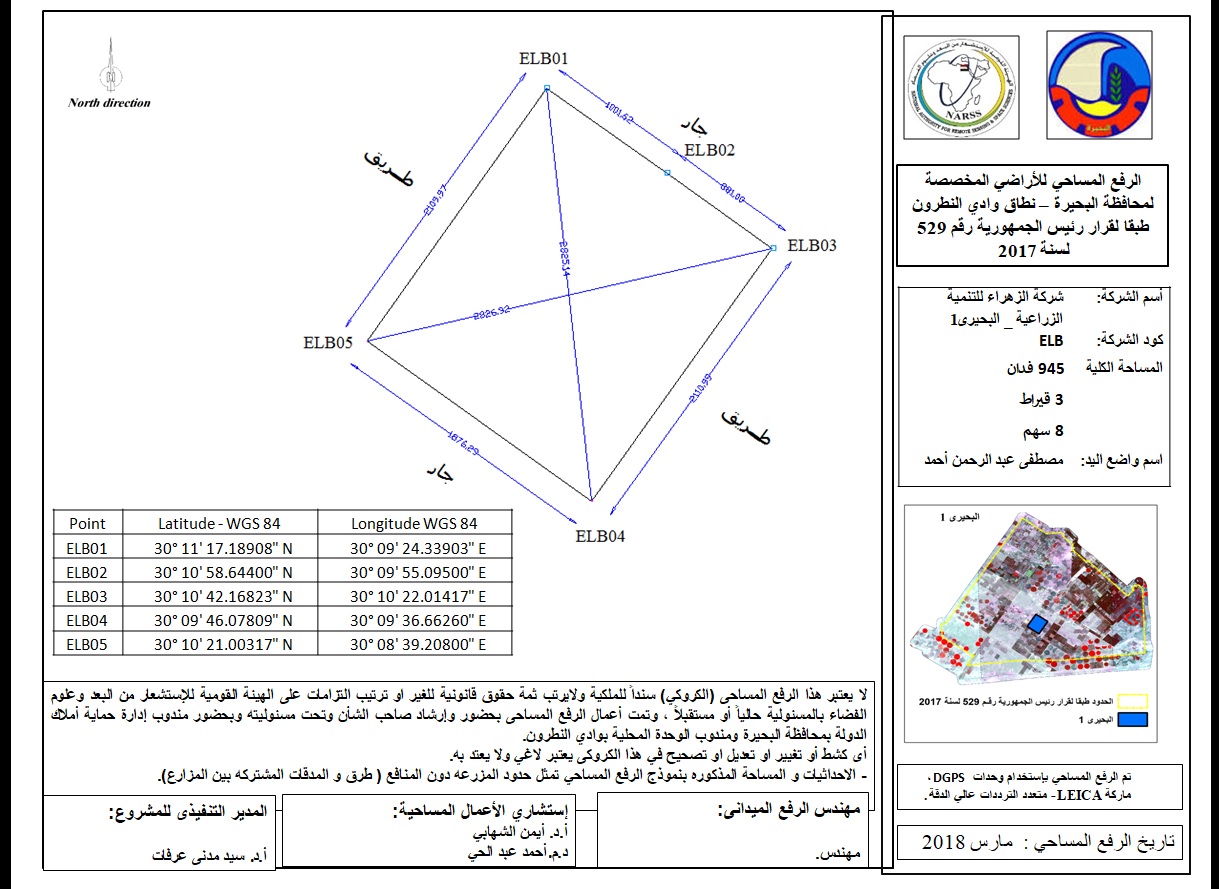 North direction
ELB01
1001.62
جار
ELB02
881.00
ELB03
طريق
2109.97
2825.14
2826.92
ELB05
2110.99
طريق
1876.29
جار
ELB04
Point Latitude - WGS 84 Longitude WGS 84
ELB01 30° 11' 17.18908" N 30° 09' 24.33903" E
ELB02 30° 10' 58.64400" N 30° 09' 55.09500" E
ELB03 30° 10' 42.16823" N 30° 10' 22.01417" E
ELB04 30° 09' 46.07809" N 30° 09' 36.66260" E
ELB05 30° 10' 21.00317" N 30° 08' 39.20800" E
لا يعتبر هذا الرفع المساحى (الكروكي) سنداً للملكية ولايرتب ثمة حقوق قانونية للغير او ترتيب التزامات على الهيئة القومية للإستشعار من البعد وعلوم
الفضاء بالمسئولية حالياً أو مستقبلاً ، وتمت أعمال الرفع المساحى بحضور وإرشاد صاحب الشأن وتحت مسئوليته وبحضور مندوب إدارة حماية أملاك
الدولة بمحافظة البحيرة ومندوب الوحدة المحلية بوادي النطرون.
أى كشط أو تغيير او تعديل او تصحيح في هذا الكروكى يعتبر لاغي ولا يعتد به.
- الاحداثيات و المساحة المذكوره بنموذج الرفع المساحي تمثل حدود المزرعه دون المنافع ( طرق و المدقات المشتركه بين المزارع).
مهندس الرفع الميدانى:
مهندس.
إستشاري الأعمال المساحية:
أ.د. أيمن الشهابي
د.م.أحمد عبد الحي
المدير التنفيذى للمشروع:
أ.د. سيد مدنى عرفات
NARSS
NATIONAL AUTHORITY FOR REMOTE SENSING & SPACE SCIENCES
البحيرة
الرفع المساحي للأراضي المخصصة
لمحافظة البحيرة – نطاق وادي النطرون
طبقا لقرار رئيس الجمهورية رقم 529
لسنة 2017
أسم الشركة: شركة الزهراء للتنمية
الزراعية _ البحيرى1
كود الشركة: ELB
المساحة الكلية 945 فدان
3 قيراط
8 سهم
اسم واضع اليد: مصطفى عبد الرحمن أحمد
البحيرى 1
الحدود طبقا لقرار رئيس الجمهورية رقم 529 لسنة 2017
البحيرى 1
تم الرفع المساحي بإستخدام وحدات DGPS ،
ماركة LEICA- متعدد الترددات عالي الدقة.
تاريخ الرفع المساحي : مارس 2018